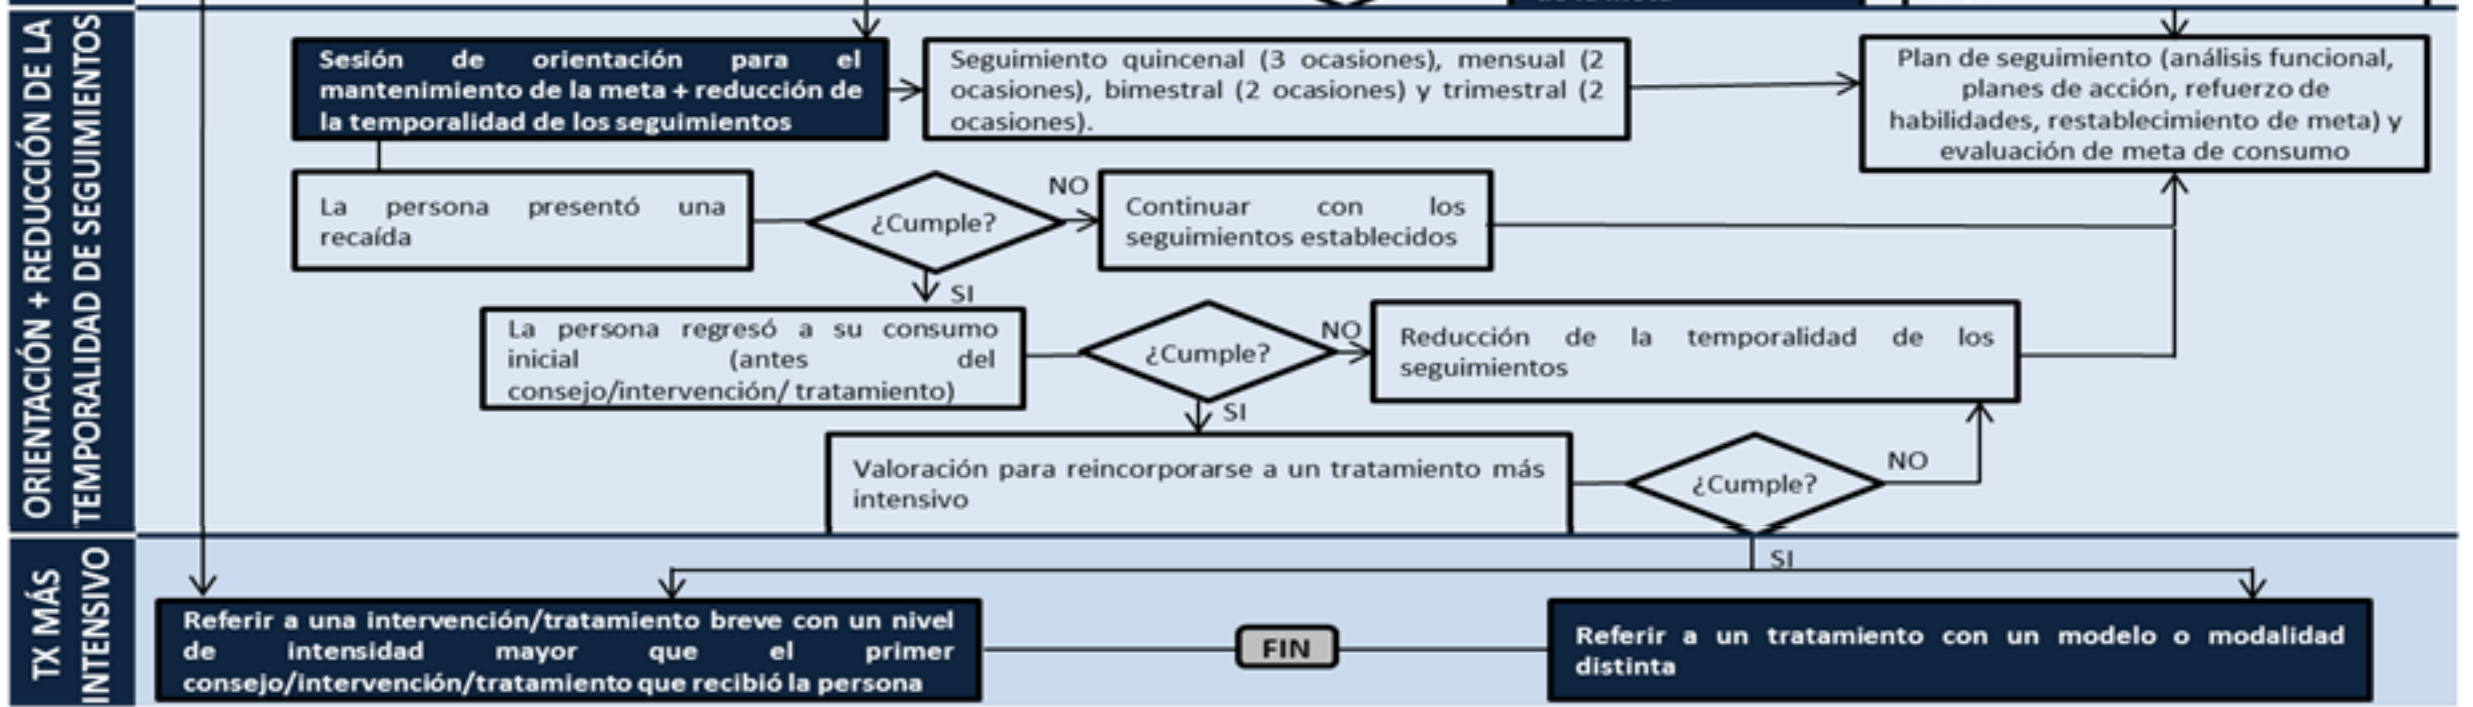 ORIENTACIÓN + REDUCCIÓN DE LA
TEMPORALIDAD DE SEGUIMIENTOS
Sesión de orientación para el
mantenimiento de la meta + reducción de
la temporalidad de los seguimientos
Seguimiento quincenal (3 ocasiones), mensual (2
ocasiones), bimestral (2 ocasiones) y trimestral (2
ocasiones).
Plan de seguimiento (análisis funcional,
planes de acción, refuerzo de
habilidades, restablecimiento de meta) y
evaluación de meta de consumo
La persona presentó una
recaída
¿Cumple?
NO
Continuar con los
seguimientos establecidos
SI
La persona regresó a su consumo
inicial (antes del
consejo/intervención/ tratamiento)
¿Cumple?
NO
Reducción de la temporalidad de los
seguimientos
SI
Valoración para reincorporarse a un tratamiento más
intensivo
¿Cumple?
NO
SI
TX MÁS
INTENSIVO
Referir a una intervención/tratamiento breve con un nivel
de intensidad mayor que el primer
consejo/intervención/tratamiento que recibió la persona
FIN
Referir a un tratamiento con un modelo o modalidad
distinta